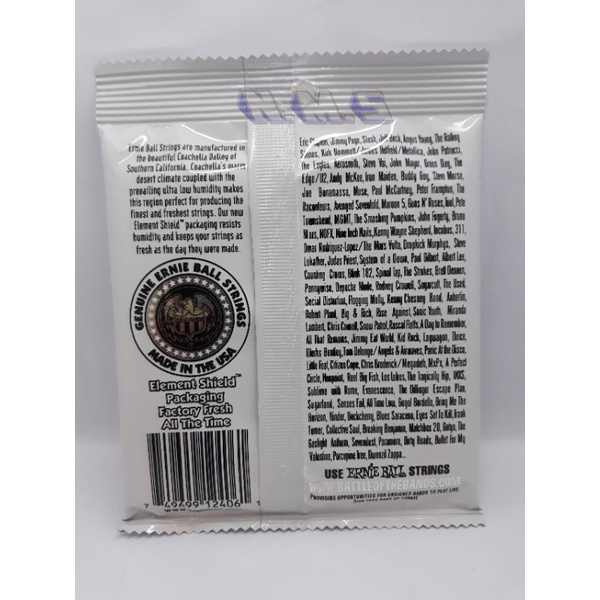 N.M.S
Ernie Ball Strings are manufactured in
the beautiful Coachella Valley of
Southern California. Coachella's warm
desert climate coupled with the
prevailing ultra low humidity makes
this region perfect for producing the
finest and freshest strings. Our new
Element Shield™ packaging resists
humidity and keeps your strings as
fresh as the day they were made.
GENUINE ERNIE BALL STRINGS
MADE IN THE USA
Element Shield™
Packaging
Factory Fresh
All The Time
7 49699 12406 1
Eric Clapton, Jimmy Page, Slash, Jeff Beck, Angus Young, The Rolling
Stones, Kirk Hammett/James Hetfield/Metallica, John Petrucci,
The Eagles, Aerosmith, Steve Vai, John Mayer, Green Day, The
Edge/U2, Andy McKee, Iron Maiden, Buddy Guy, Steve Morse,
Joe Bonamassa, Muse, Paul McCartney, Peter Frampton, The
Raconteurs, Avenged Sevenfold, Maroon 5, Guns N' Roses, Tool, Pete
Townshend, MGMT, The Smashing Pumpkins, John Fogerty, Bruno
Mars, NOFX, Nine Inch Nails, Kenny Wayne Shepherd, Incubus, 311,
Omar Rodriguez-Lopez/The Mars Volta, Dropkick Murphys, Steve
Lukather, Judas Priest, System of a Down, Paul Gilbert, Albert Lee,
Counting Crows, Blink 182, Spinal Tap, The Strokes, Brett Dennen,
Pennywise, Depeche Mode, Rodney Crowell, Sugarcult, The Used,
Social Distortion, Flogging Molly, Kenny Chesney Band, Anberlin,
Robert Plant, Big & Rich, Rise Against, Sonic Youth, Miranda
Lambert, Chris Cornell, Snow Patrol, Rascal Flatts, A Day to Remember,
All That Remains, Jimmy Eat World, Kid Rock, Lagwagon, Thrice,
Dierks Bentley, Tom Delonge/Angels & Airwaves, Panic At the Disco,
Little Feat, Citizen Cope, Chris Broderick/Megadeth, MxPx, A Perfect
Circle, Nonpoint, Reel Big Fish, Los Lobos, The Tragically Hip, INXS,
Sublime with Rome, Evanescence, The Dillinger Escape Plan,
Sugarland, Senses Fail, All Time Low, Gogol Bordello, Bring Me The
Horizon, Hinder, Buckcherry, Blues Saraceno, Eyes Set To Kill, Frank
Turner, Collective Soul, Breaking Benjamin, Matchbox 20, Gotye, The
Gaslight Anthem, Sevendust, Paramore, Dirty Heads, Bullet For My
Valentine, Porcupine Tree, Dweezil Zappa...
USE ERNIE BALL STRINGS
WWW.BATTLEOFTHEBANDS.COM
PROVIDING OPPORTUNITIES FOR UNSIGNED BANDS TO PLAY LIVE.